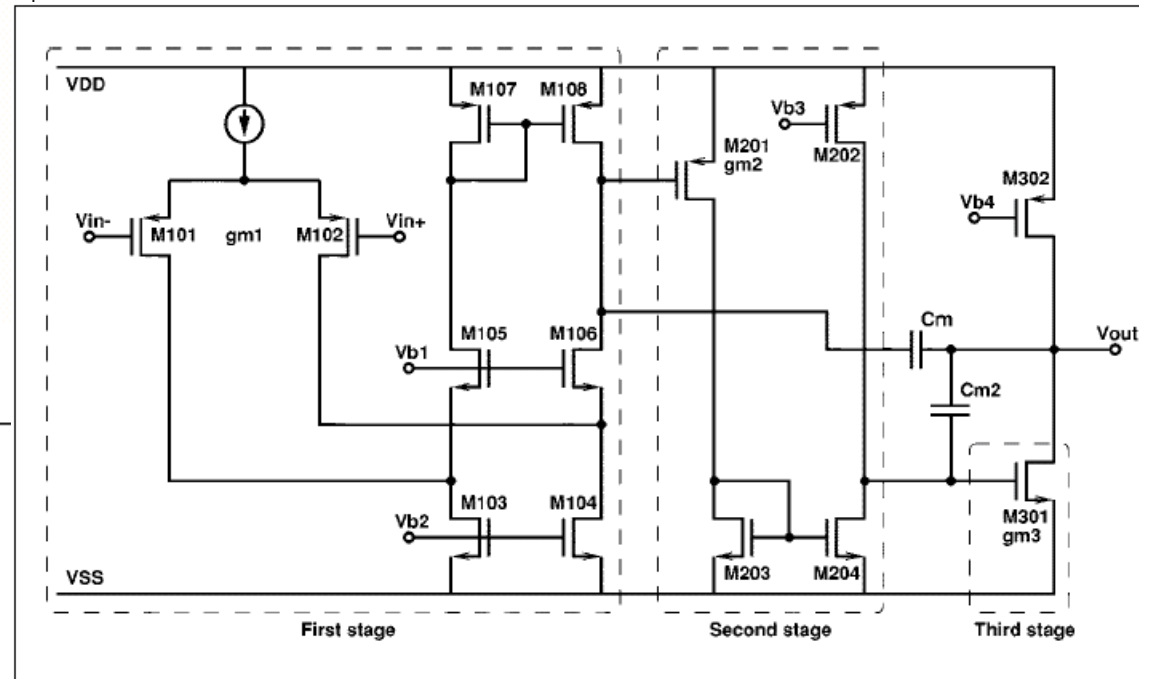 VDD
M107
M108
Vb3
M201
gm2
M202
M302
Vb4
Vin-
M101
gm1
M102
Vin+
Cm
Vout
M105
M106
Vb1
Cm2
M103
M104
Vb2
M301
gm3
M203
M204
VSS
First stage
Second stage
Third stage